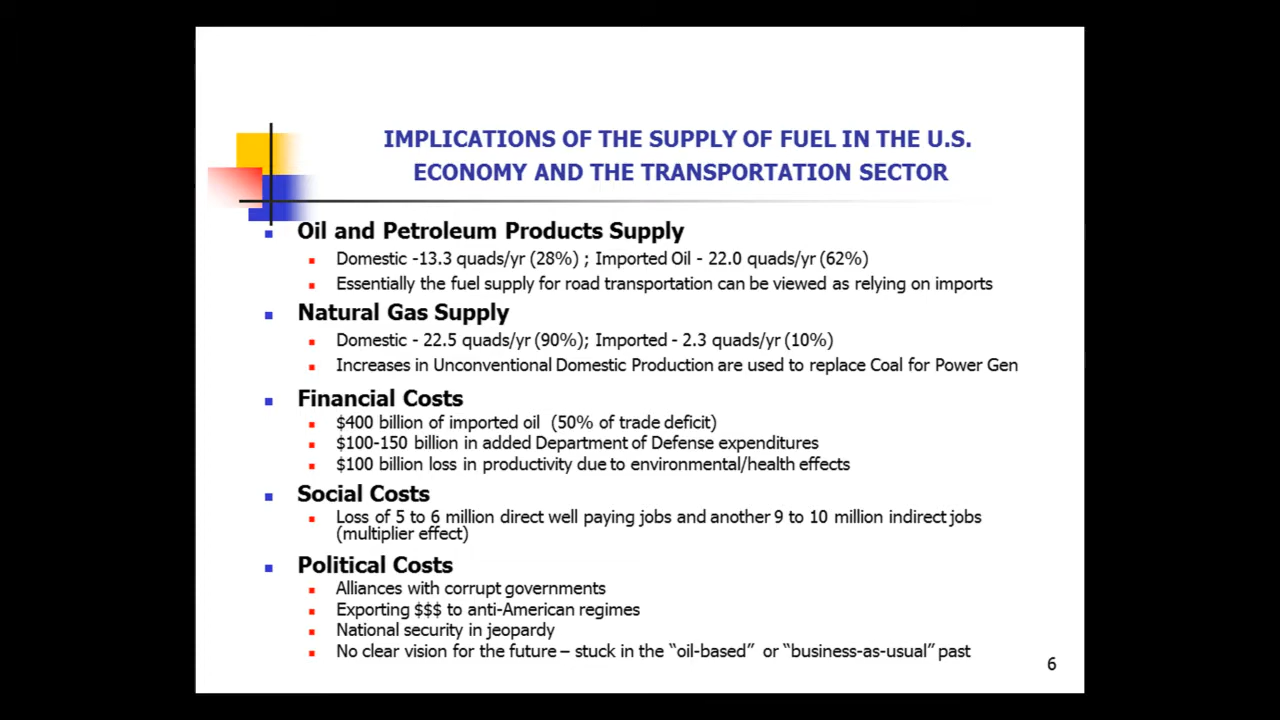 IMPLICATIONS OF THE SUPPLY OF FUEL IN THE U.S.
ECONOMY AND THE TRANSPORTATION SECTOR
Oil and Petroleum Products Supply
Domestic -13.3 quads/yr (28%) ; Imported Oil - 22.0 quads/yr (62%)
Essentially the fuel supply for road transportation can be viewed as relying on imports
Natural Gas Supply
Domestic - 22.5 quads/yr (90%); Imported - 2.3 quads/yr (10%)
Increases in Unconventional Domestic Production are used to replace Coal for Power Gen
Financial Costs
$400 billion of imported oil (50% of trade deficit)
$100-150 billion in added Department of Defense expenditures
$100 billion loss in productivity due to environmental/health effects
Social Costs
Loss of 5 to 6 million direct well paying jobs and another 9 to 10 million indirect jobs
(multiplier effect)
Political Costs
Alliances with corrupt governments
Exporting $$$ to anti-American regimes
National security in jeopardy
No clear vision for the future – stuck in the “oil-based” or “business-as-usual” past
6